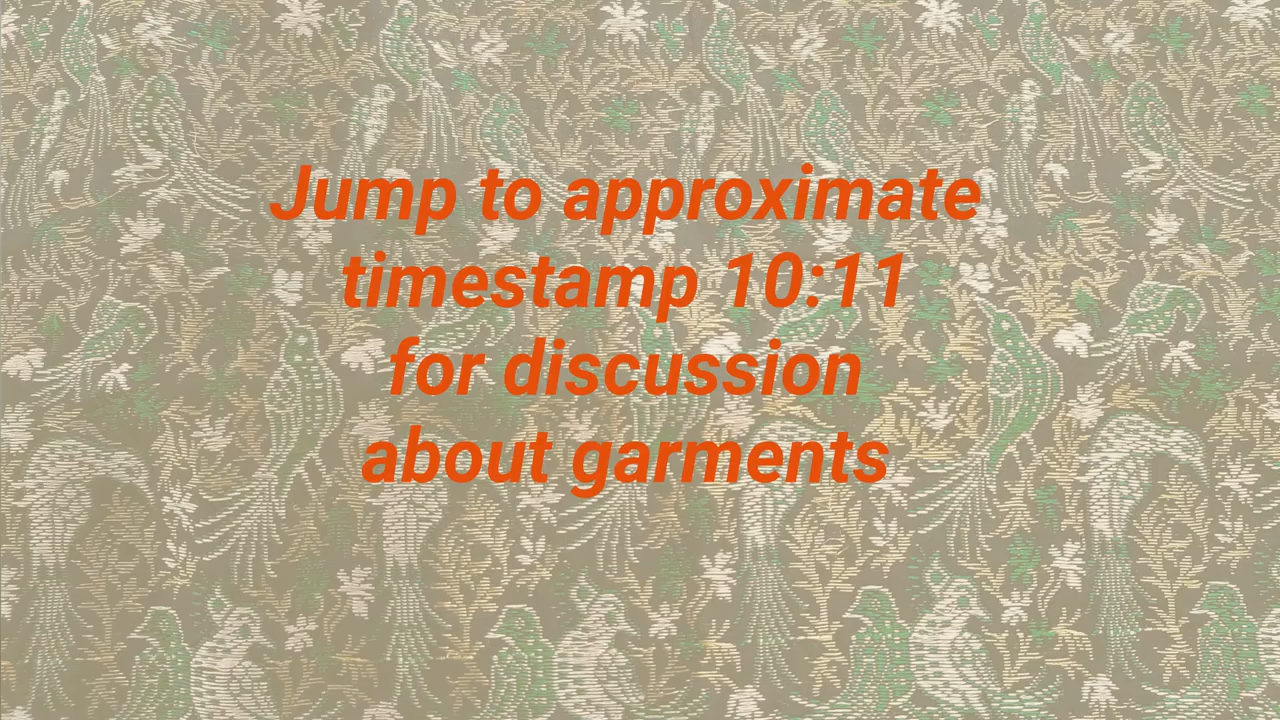 Jump to approximate
timestamp 10:11
for discussion
about garments